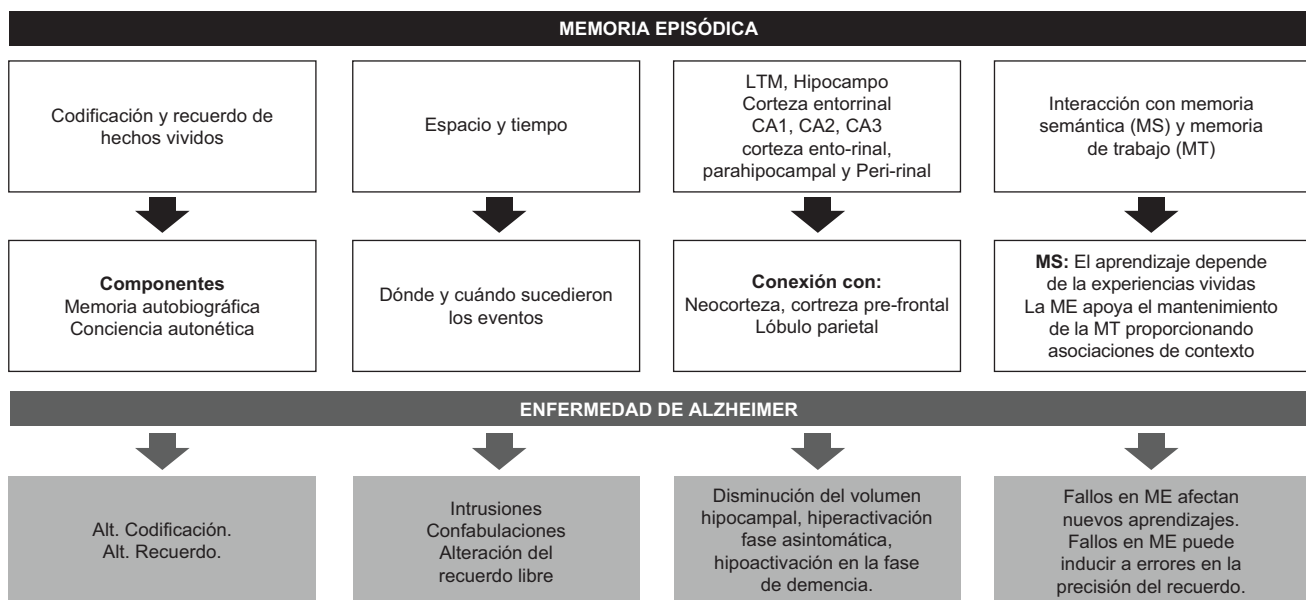 MEMORIA EPISÓDICA
Codificación y recuerdo de
hechos vividos
Espacio y tiempo
LTM, Hipocampo
Corteza entorrinal
CA1, CA2, CA3
corteza ento-rinal,
parahipocampal y Peri-rinal
Interacción con memoria
semántica (MS) y memoria
de trabajo (MT)
Componentes
Memoria autobiográfica
Conciencia autonética
Dónde y cuándo sucedieron
los eventos
Conexión con:
Neocorteza, cortreza pre-frontal
Lóbulo parietal
MS: El aprendizaje depende
de la experiencias vividas
La ME apoya el mantenimiento
de la MT proporcionando
asociaciones de contexto
ENFERMEDAD DE ALZHEIMER
Alt. Codificación.
Alt. Recuerdo.
Intrusiones
Confabulaciones
Alteración del
recuerdo libre
Disminución del volumen
hipocampal, hiperactivación
fase asintomática,
hipoactivación en la fase
de demencia.
Fallos en ME afectan
nuevos aprendizajes.
Fallos en ME puede
inducir a errores en la
precisión del recuerdo.